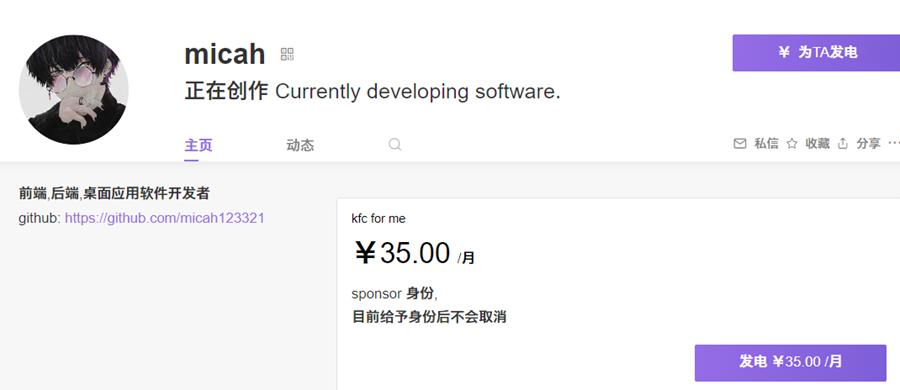 micah
¥ 为TA发电
正在创作 Currently developing software.
主页 动态 私信 收藏 分享 ...
前端,后端,桌面应用软件开发者
github: https://github.com/micah123321
kfc for me
¥35.00 /月
sponsor 身份,
目前给予身份后不会取消
发电 ¥35.00 /月